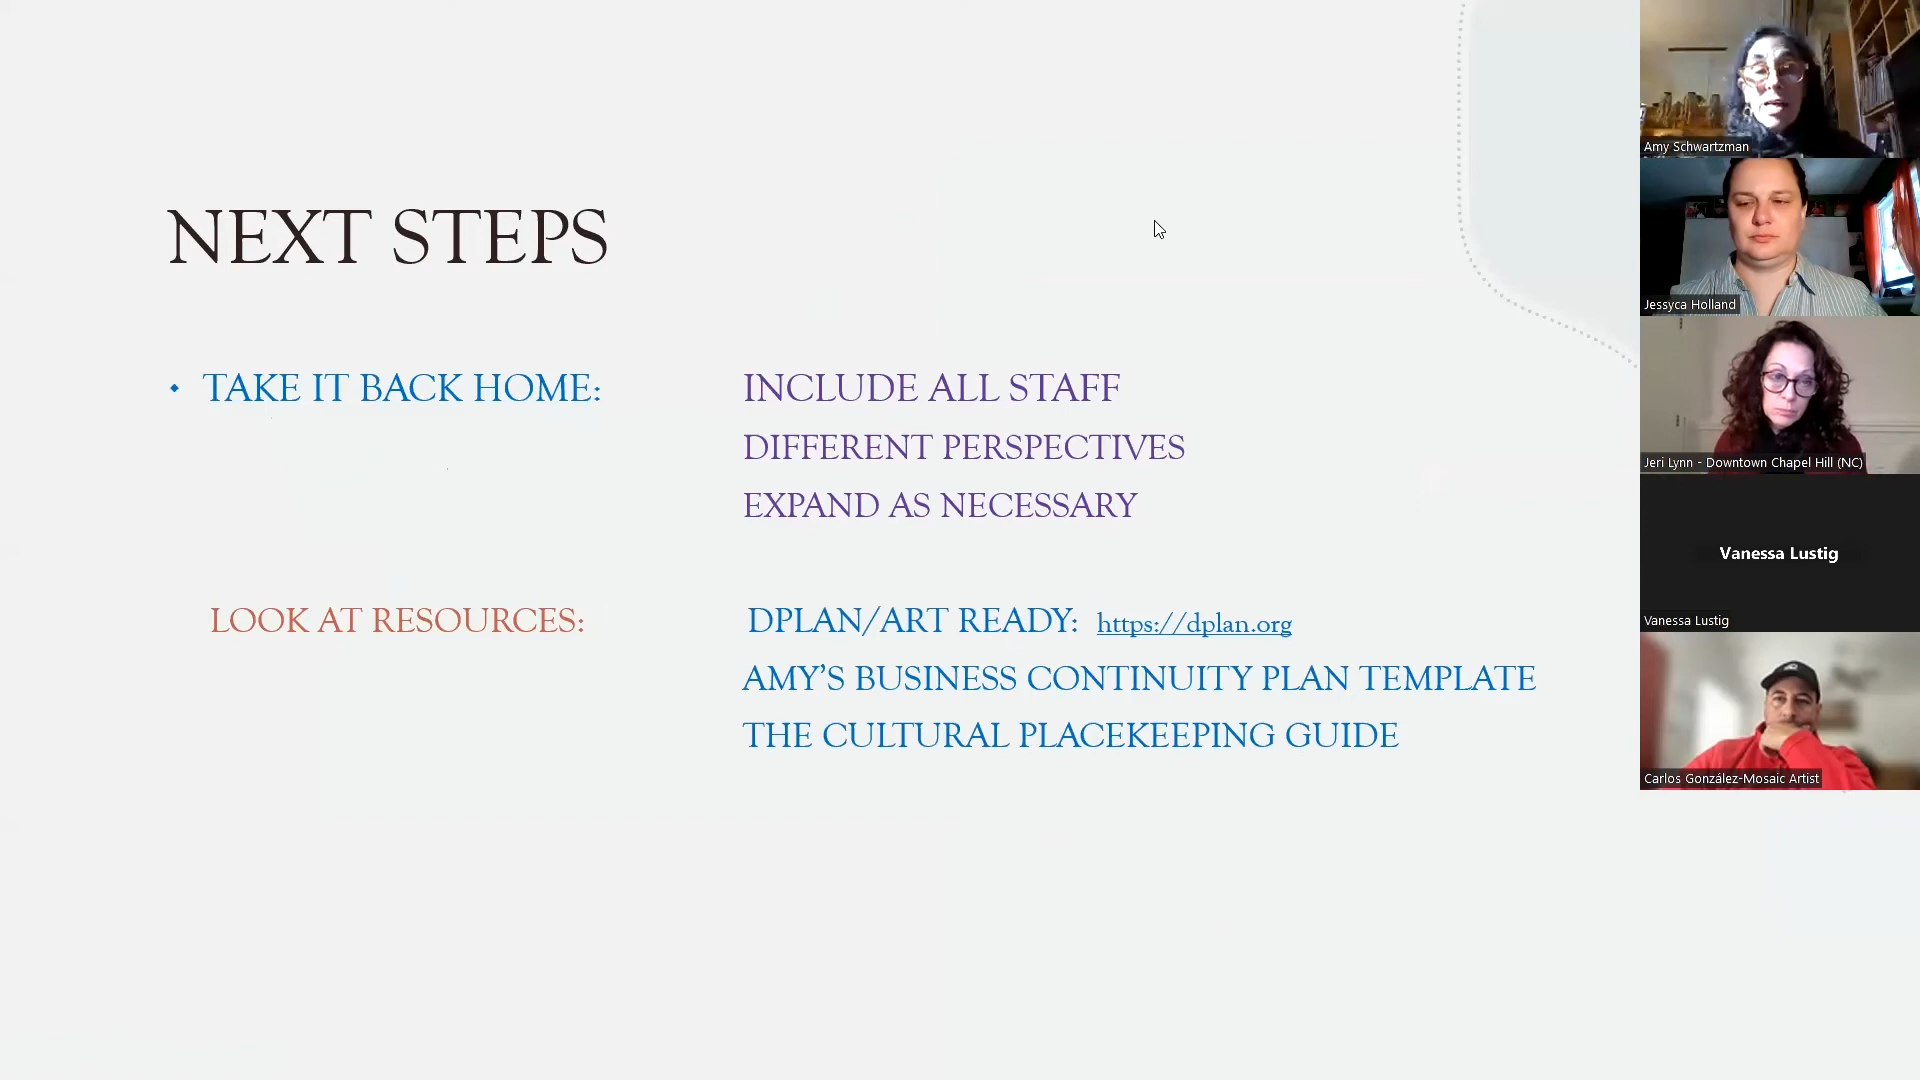 NEXT STEPS
• TAKE IT BACK HOME: INCLUDE ALL STAFF
DIFFERENT PERSPECTIVES
EXPAND AS NECESSARY
LOOK AT RESOURCES: DPLAN/ART READY: https://dplan.org
AMY’S BUSINESS CONTINUITY PLAN TEMPLATE
THE CULTURAL PLACEKEEPING GUIDE
Amy Schwartzman
Jessyca Holland
Jeri Lynn - Downtown Chapel Hill (NC)
Vanessa Lustig
Vanessa Lustig
Carlos González-Mosaic Artist